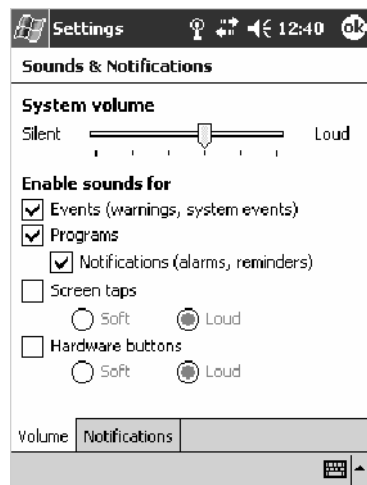 Settings 12:40 ok
Sounds & Notifications
System volume
Silent Loud
Enable sounds for
Events (warnings, system events)
Programs
Notifications (alarms, reminders)
Screen taps
Soft Loud
Hardware buttons
Soft Loud
Volume Notifications